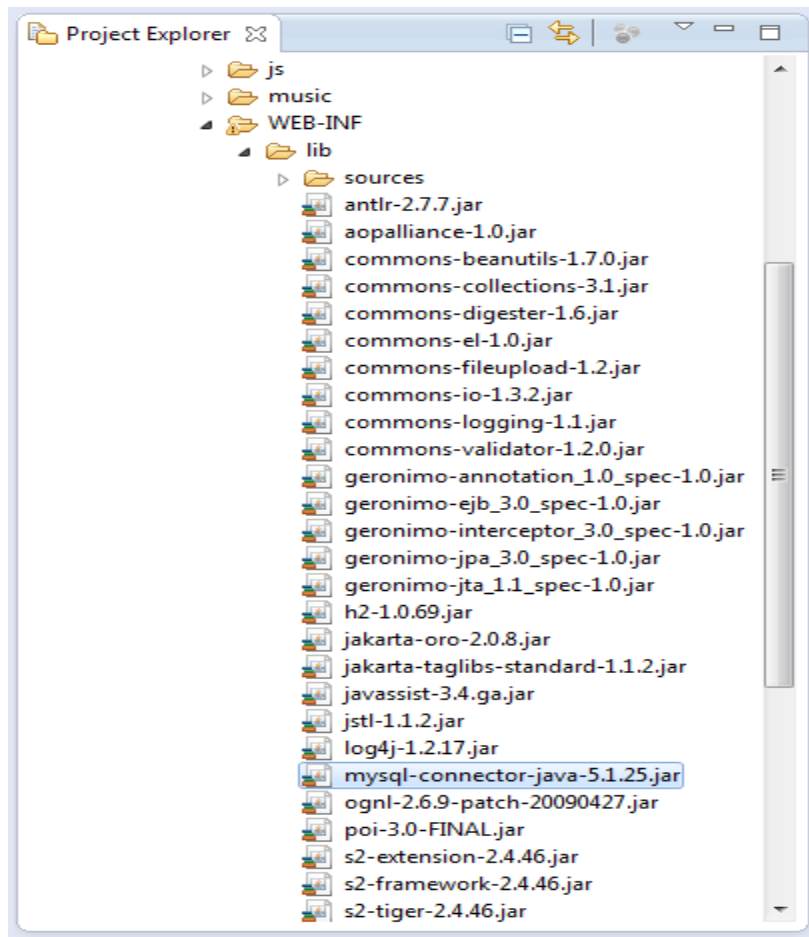 Project Explorer
js
music
WEB-INF
lib
sources
antlr-2.7.7.jar
aopalliance-1.0.jar
commons-beanutils-1.7.0.jar
commons-collections-3.1.jar
commons-digester-1.6.jar
commons-el-1.0.jar
commons-fileupload-1.2.jar
commons-io-1.3.2.jar
commons-logging-1.1.jar
commons-validator-1.2.0.jar
geronimo-annotation_1.0_spec-1.0.jar
geronimo-ejb_3.0_spec-1.0.jar
geronimo-interceptor_3.0_spec-1.0.jar
geronimo-jpa_3.0_spec-1.0.jar
geronimo-jta_1.1_spec-1.0.jar
h2-1.0.69.jar
jakarta-oro-2.0.8.jar
jakarta-taglibs-standard-1.1.2.jar
javassist-3.4.ga.jar
jstl-1.1.2.jar
log4j-1.2.17.jar
mysql-connector-java-5.1.25.jar
ognl-2.6.9-patch-20090427.jar
poi-3.0-FINAL.jar
s2-extension-2.4.46.jar
s2-framework-2.4.46.jar
s2-tiger-2.4.46.jar